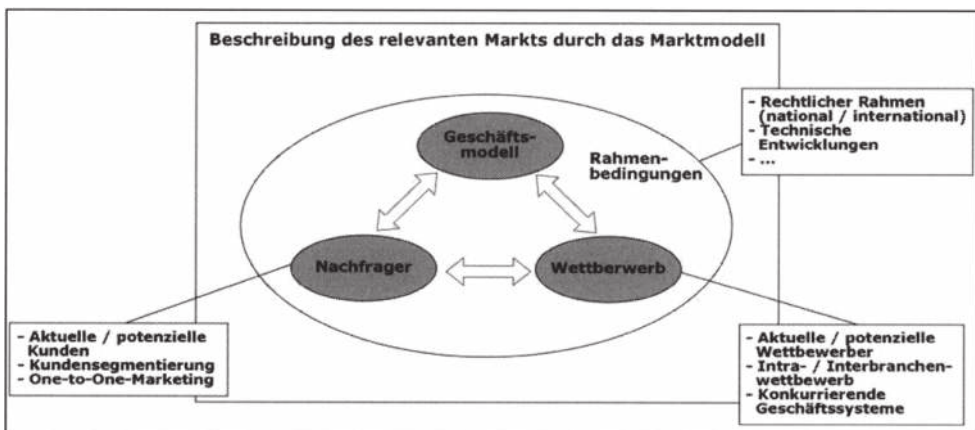 Beschreibung des relevanten Markts durch das Marktmodell
- Rechtlicher Rahmen
(national / international)
- Technische
Entwicklungen
- ...
Geschäfts-
modell
Rahmen-
bedingungen
Nachfrager
Wettberwerb
- Aktuelle / potenzielle
Kunden
- Kundensegmentierung
- One-to-One-Marketing
- Aktuelle / potenzielle
Wettbewerber
- Intra- / Interbranchen-
wettbewerb
- Konkurrierende
Geschäftssysteme